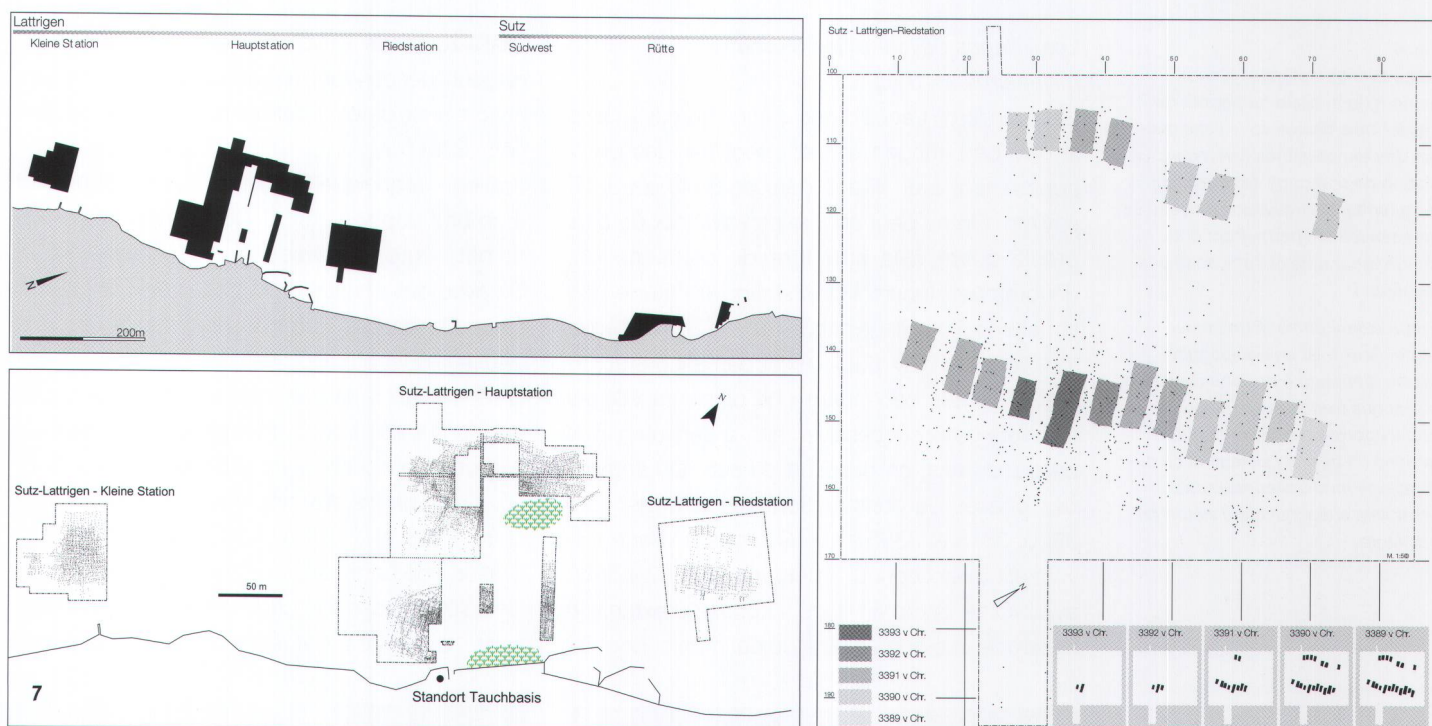 Lattrigen
Sutz
Kleine Station
Hauptstation
Riedstation
Südwest
Rütte
N
200m
Sutz-Lattrigen - Hauptstation
N
Sutz-Lattrigen - Kleine Station
Sutz-Lattrigen - Riedstation
50 m
7
Standort Tauchbasis
Sutz - Lattrigen–Riedstation
0
10
20
30
40
50
60
70
80
100
110
120
130
140
150
160
170
180
190
M. 1:50
N
3393 v Chr.
3392 v Chr.
3391 v Chr.
3390 v Chr.
3389 v Chr.
3393 v Chr.
3392 v Chr.
3391 v Chr.
3390 v Chr.
3389 v Chr.